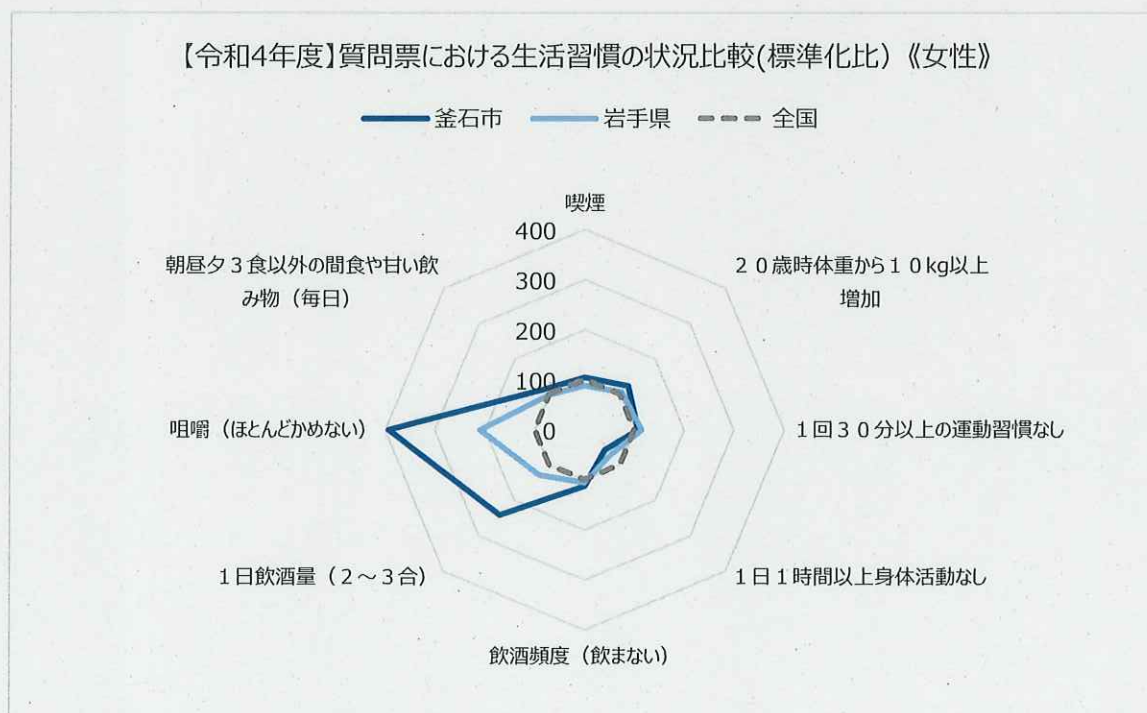 【令和4年度】質問票における生活習慣の状況比較(標準化比)《女性》
釜石市 岩手県 全国
喫煙
400
300
200
100
0
２０歳時体重から１０kg以上
増加
１回３０分以上の運動習慣なし
１日１時間以上身体活動なし
飲酒頻度（飲まない）
１日飲酒量（２～３合）
咀嚼（ほとんどかめない）
朝昼夕３食以外の間食や甘い飲
み物（毎日）